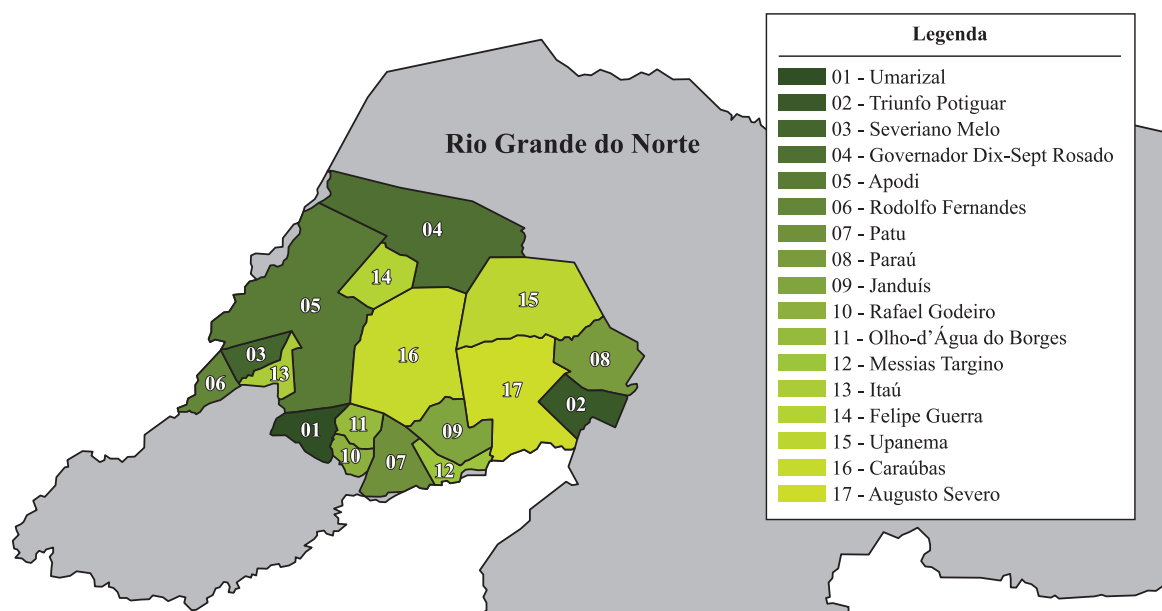 Legenda
01 - Umarizal
02 - Triunfo Potiguar
03 - Severiano Melo
04 - Governador Dix-Sept Rosado
05 - Apodi
06 - Rodolfo Fernandes
07 - Patu
08 - Paraú
09 - Janduís
10 - Rafael Godeiro
11 - Olho-d'Água do Borges
12 - Messias Targino
13 - Itaú
14 - Felipe Guerra
15 - Upanema
16 - Caraúbas
17 - Augusto Severo
Rio Grande do Norte
04
14
15
05
03
16
08
13
06
17
02
01
11
09
10
07
12